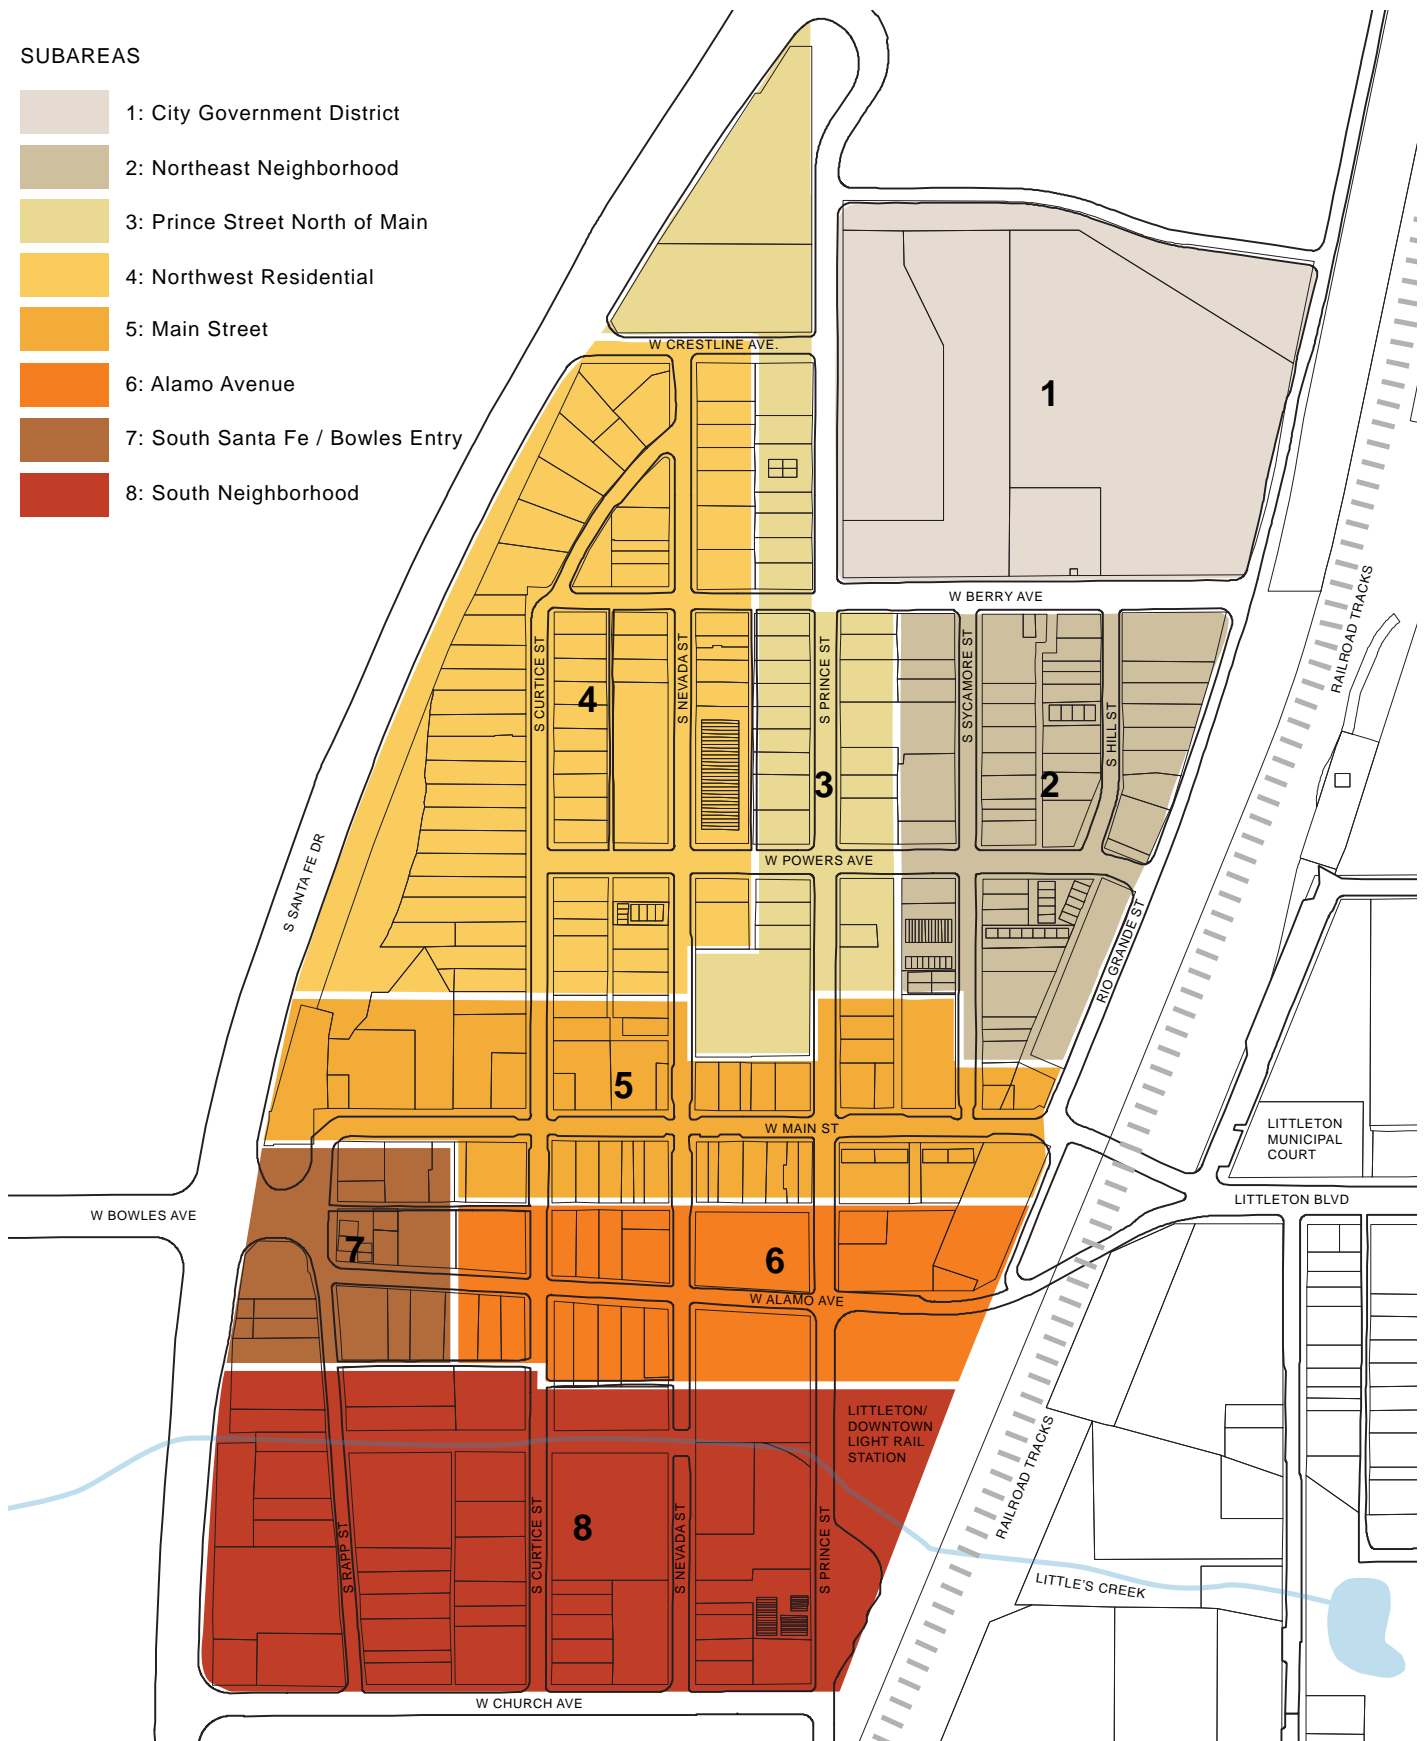 SUBAREAS
1: City Government District
2: Northeast Neighborhood
3: Prince Street North of Main
4: Northwest Residential
5: Main Street
6: Alamo Avenue
7: South Santa Fe / Bowles Entry
8: South Neighborhood
W CRESTLINE AVE.
1
W BERRY AVE
RAILROAD TRACKS
S CURTICE ST
S NEVADA ST
S PRINCE ST
S SYCAMORE ST
S HILL ST
4
3
2
W POWERS AVE
S SANTA FE DR
RIO GRANDE ST
5
W MAIN ST
LITTLETON
MUNICIPAL
COURT
LITTLETON BLVD
W BOWLES AVE
7
6
W ALAMO AVE
LITTLETON/
DOWNTOWN
LIGHT RAIL
STATION
RAILROAD TRACKS
S RAPP ST
S CURTICE ST
8
S NEVADA ST
S PRINCE ST
LITTLE'S CREEK
W CHURCH AVE